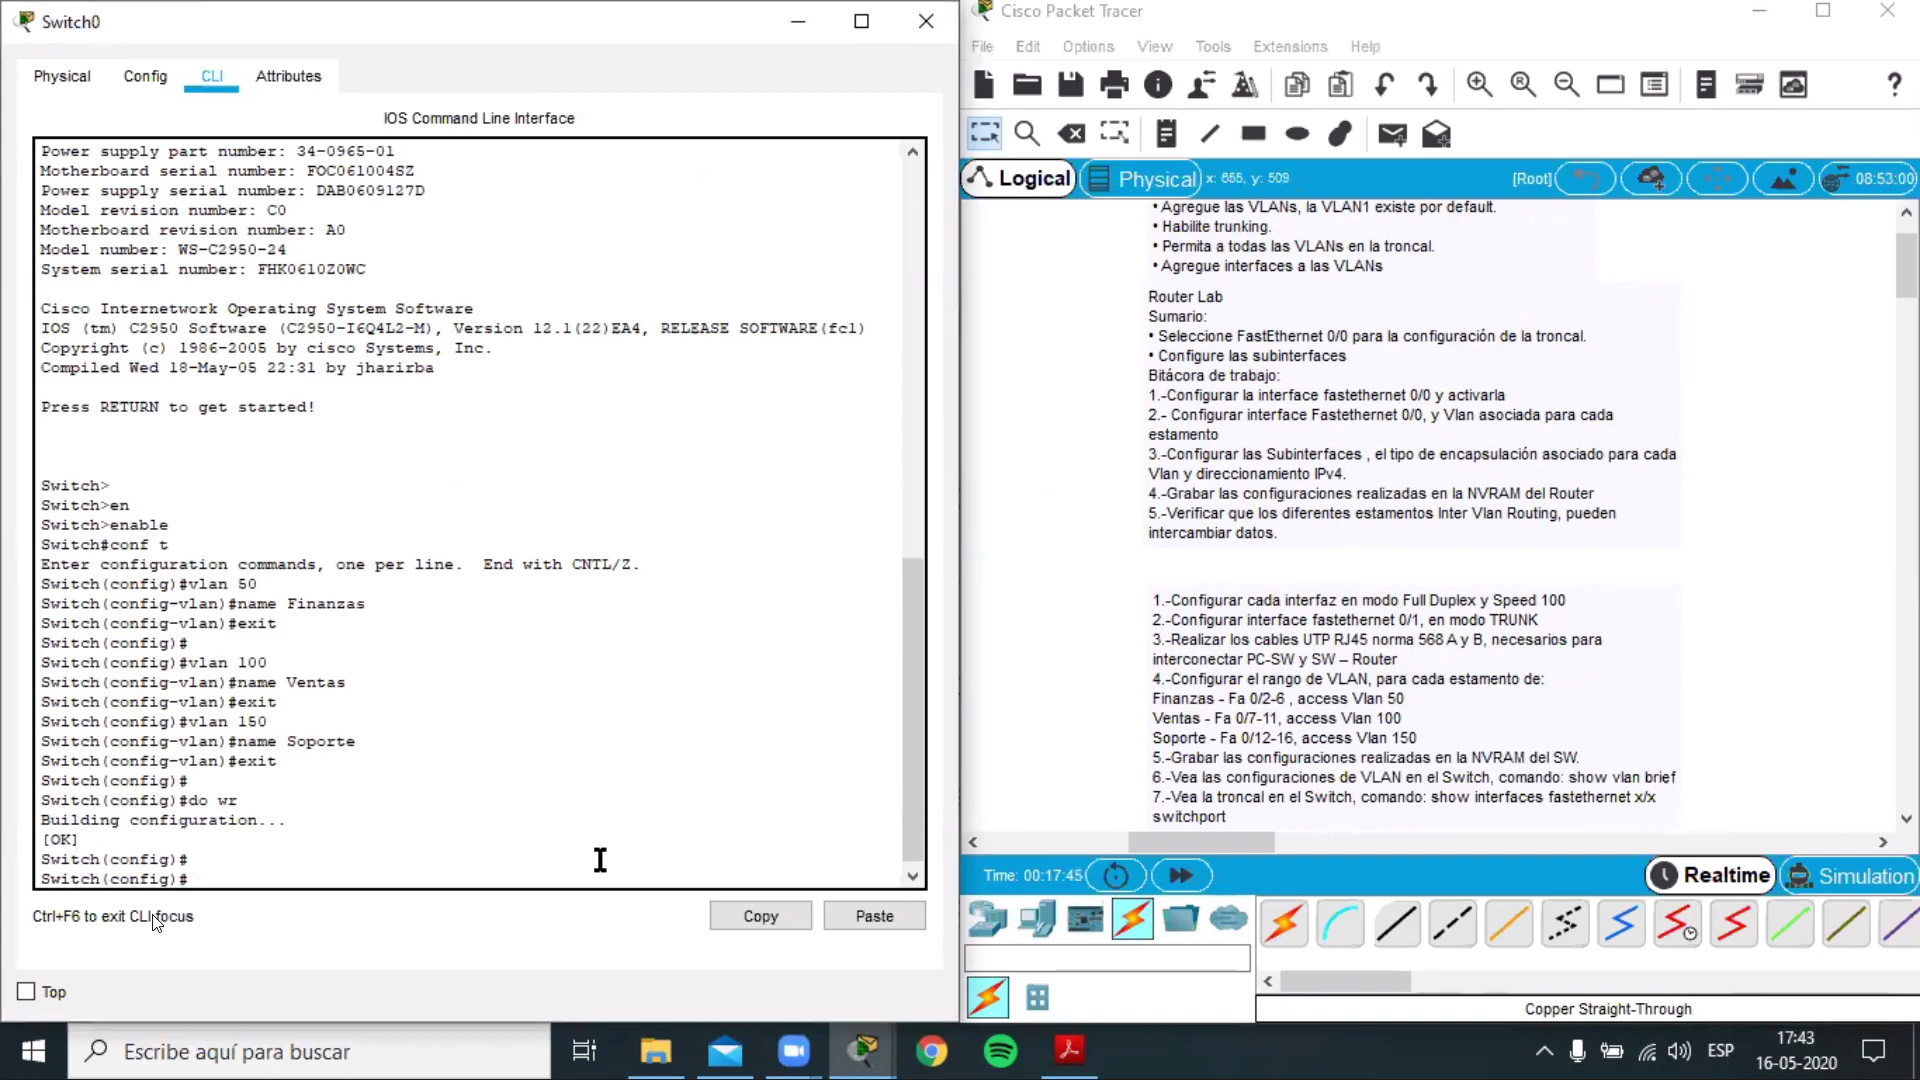 Switch0
Physical Config CLI Attributes
IOS Command Line Interface
Power supply part number: 34-0965-01
Motherboard serial number: FOC061004SZ
Power supply serial number: DAB0609127D
Model revision number: C0
Motherboard revision number: A0
Model number: WS-C2950-24
System serial number: FHK0610Z0WC
Cisco Internetwork Operating System Software
IOS (tm) C2950 Software (C2950-I6Q4L2-M), Version 12.1(22)EA4, RELEASE SOFTWARE(fc1)
Copyright (c) 1986-2005 by cisco Systems, Inc.
Compiled Wed 18-May-05 22:31 by jharirba
Press RETURN to get started!
Switch>
Switch>en
Switch>enable
Switch#conf t
Enter configuration commands, one per line.  End with CNTL/Z.
Switch(config)#vlan 50
Switch(config-vlan)#name Finanzas
Switch(config-vlan)#exit
Switch(config)#
Switch(config)#vlan 100
Switch(config-vlan)#name Ventas
Switch(config-vlan)#exit
Switch(config)#vlan 150
Switch(config-vlan)#name Soporte
Switch(config-vlan)#exit
Switch(config)#
Switch(config)#do wr
Building configuration...
[OK]
Switch(config)#
Switch(config)#
Ctrl+F6 to exit CLI focus
Copy Paste
Top
Cisco Packet Tracer
File Edit Options View Tools Extensions Help
Logical Physical x: 655, y: 509 [Root] 08:53:00
• Agregue las VLANs, la VLAN1 existe por default.
• Habilite trunking.
• Permita a todas las VLANs en la troncal.
• Agregue interfaces a las VLANs
Router Lab
Sumario:
• Seleccione FastEthernet 0/0 para la configuración de la troncal.
• Configure las subinterfaces
Bitácora de trabajo:
1.-Configurar la interface fastethernet 0/0 y activarla
2.- Configurar interface Fastethernet 0/0, y Vlan asociada para cada
estamento
3.-Configurar las Subinterfaces , el tipo de encapsulación asociado para cada
Vlan y direccionamiento IPv4.
4.-Grabar las configuraciones realizadas en la NVRAM del Router
5.-Verificar que los diferentes estamentos Inter Vlan Routing, pueden
intercambiar datos.
1.-Configurar cada interfaz en modo Full Duplex y Speed 100
2.-Configurar interface fastethernet 0/1, en modo TRUNK
3.-Realizar los cables UTP RJ45 norma 568 A y B, necesarios para
interconectar PC-SW y SW – Router
4.-Configurar el rango de VLAN, para cada estamento de:
Finanzas - Fa 0/2-6 , access Vlan 50
Ventas - Fa 0/7-11, access Vlan 100
Soporte - Fa 0/12-16, access Vlan 150
5.-Grabar las configuraciones realizadas en la NVRAM del SW.
6.-Vea las configuraciones de VLAN en el Switch, comando: show vlan brief
7.-Vea la troncal en el Switch, comando: show interfaces fastethernet x/x
switchport
Time: 00:17:45 Realtime Simulation
Copper Straight-Through
Escribe aquí para buscar
ESP
17:43
16-05-2020